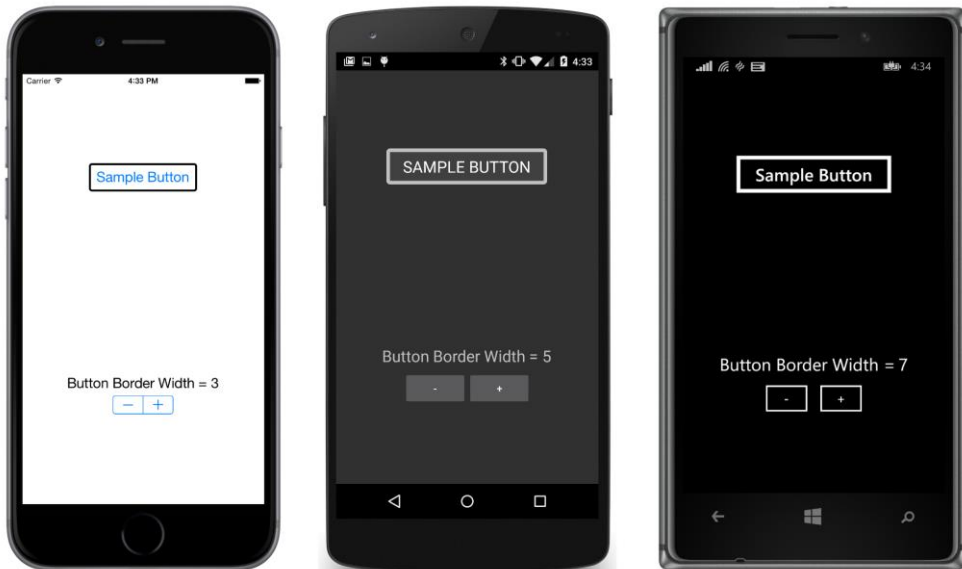 Carrier 4:33 PM
Sample Button
Button Border Width = 3
− +
4:33
SAMPLE BUTTON
Button Border Width = 5
- +
4:34
Sample Button
Button Border Width = 7
- +